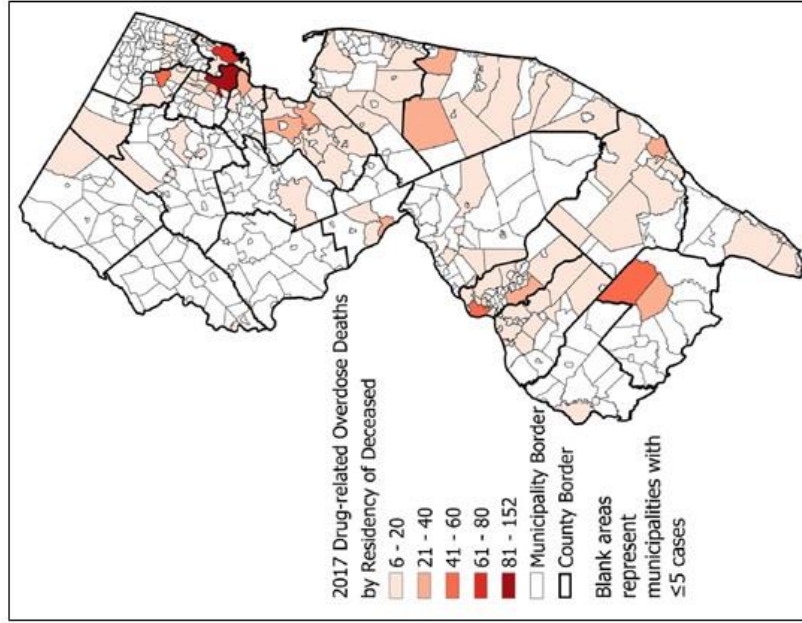 2017 Drug-related Overdose Deaths
by Residency of Deceased
6 - 20
21 - 40
41 - 60
61 - 80
81 - 152
Municipality Border
County Border
Blank areas
represent
municipalities with
≤5 cases